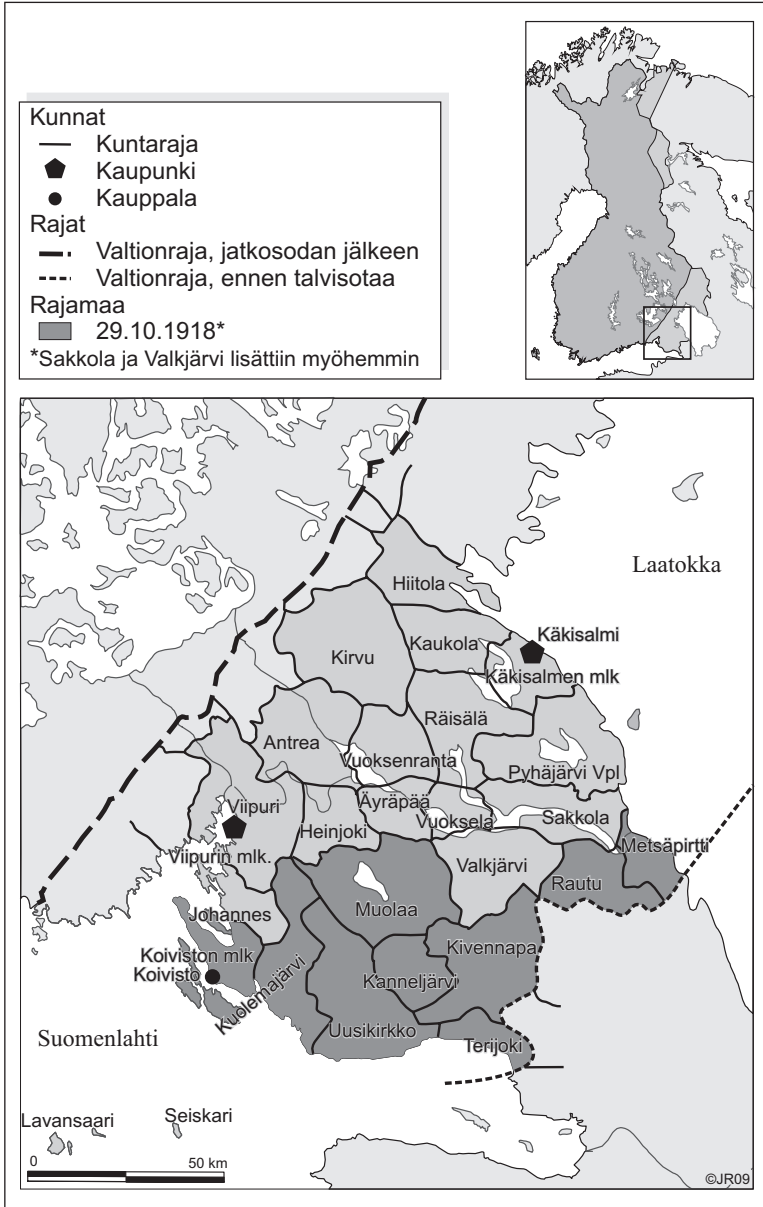 Kunnat
Kuntaraja
Kaupunki
Kauppala
Rajat
Valtionraja, jatkosodan jälkeen
Valtionraja, ennen talvisotaa
Rajamaa
29.10.1918*
*Sakkola ja Valkjärvi lisättiin myöhemmin
Laatokka
Hiitola
Käkisalmi
Kaukola
Kirvu
Käkisalmen mlk
Räisälä
Antrea
Vuoksenranta
Pyhäjärvi Vpl
Viipuri
Äyräpää
Heinjoki
Vuoksela
Sakkola
Metsäpirtti
Viipurin mlk.
Valkjärvi
Rautu
Muolaa
Johannes
Kivennapa
Koiviston mlk
Koivisto
Kanneljärvi
Kuolemajärvi
Uusikirkko
Suomenlahti
Terijoki
Lavansaari
Seiskari
0
50 km
©JR09